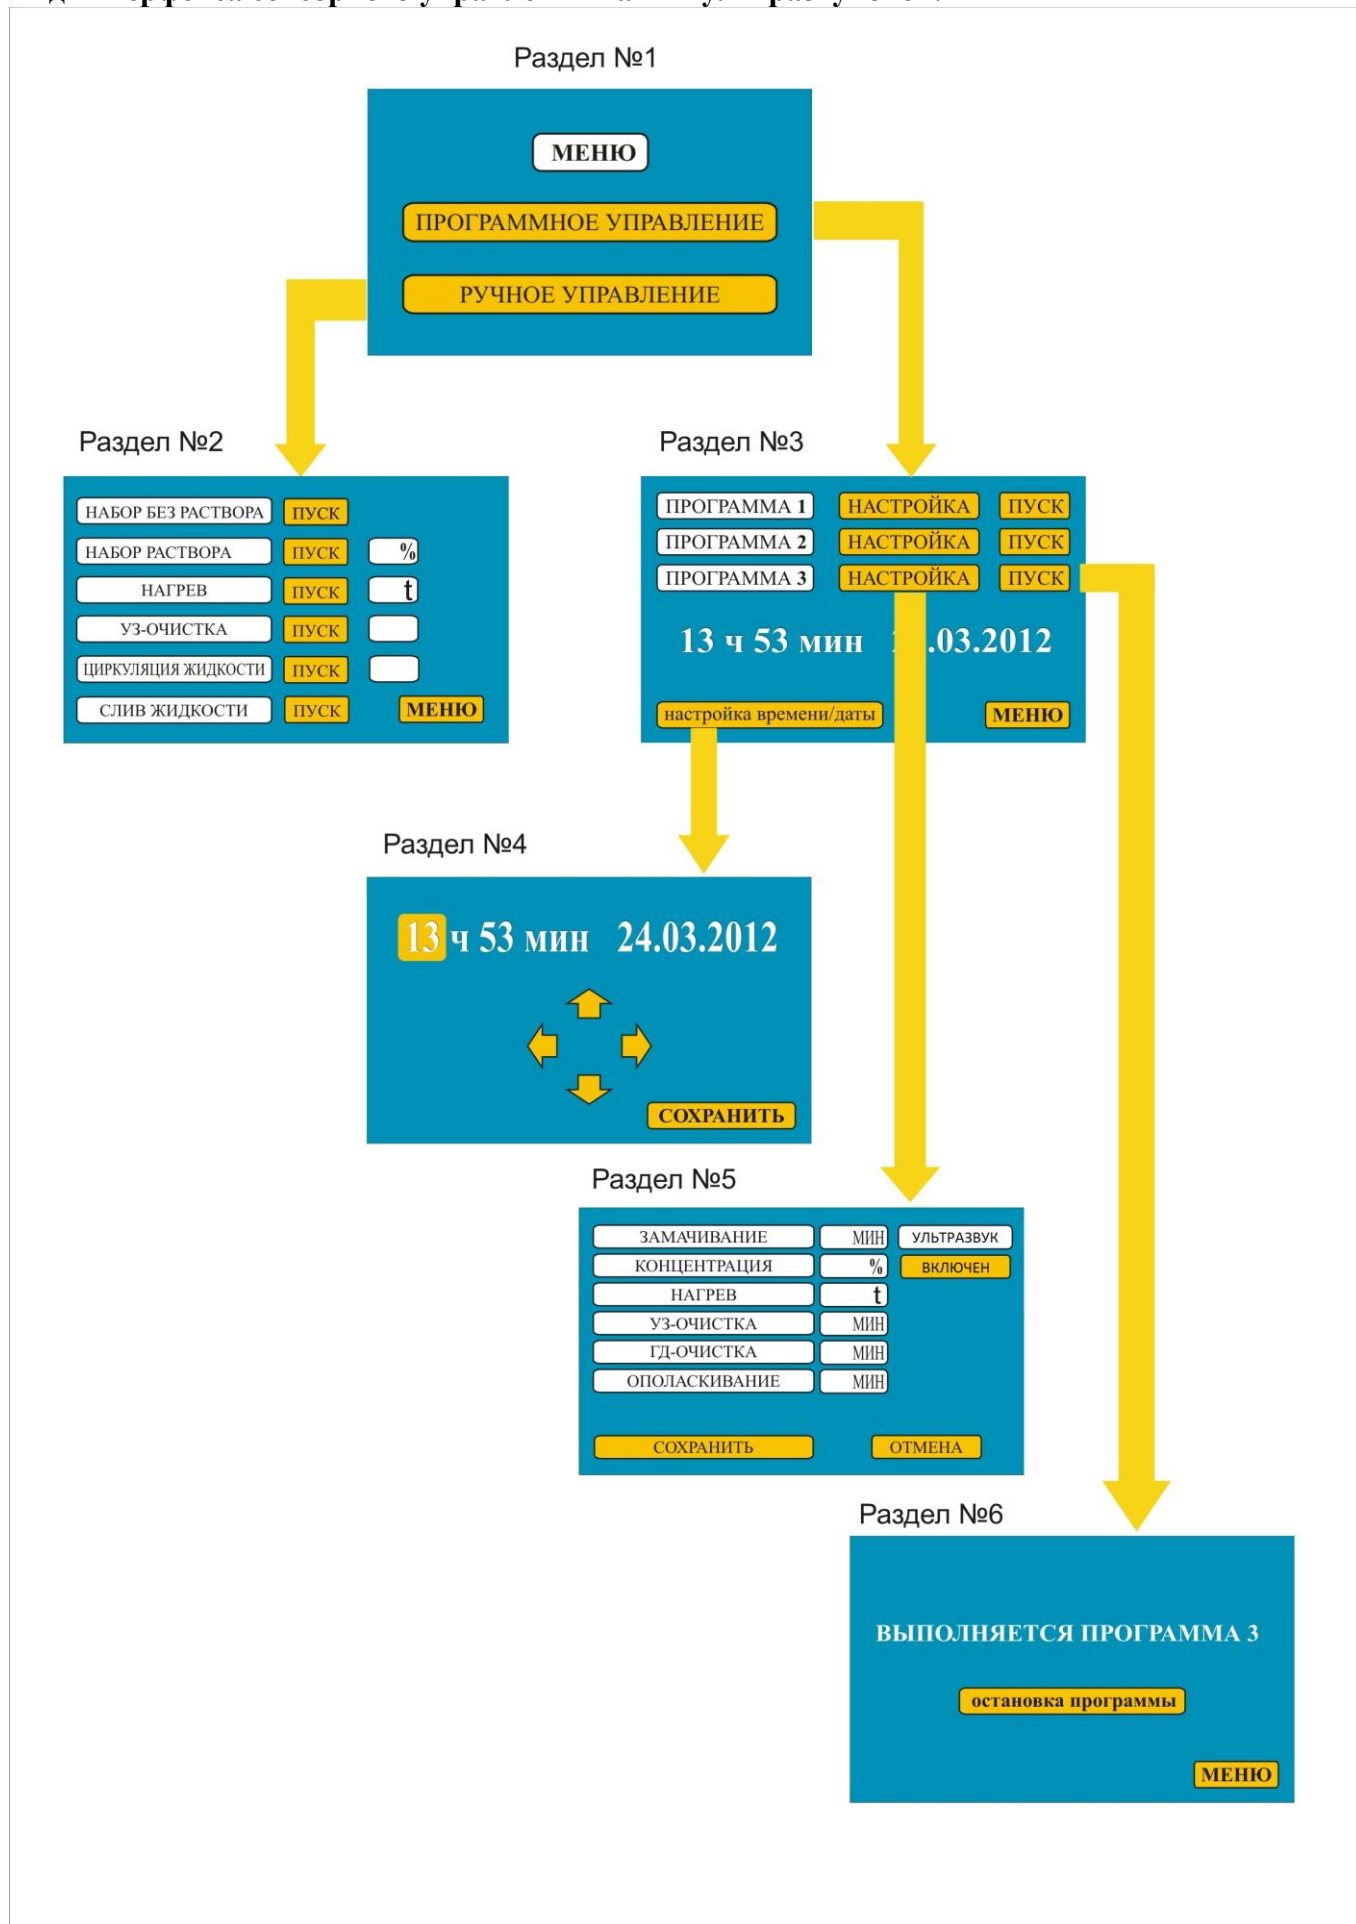 Раздел №1
МЕНЮ
ПРОГРАММНОЕ УПРАВЛЕНИЕ
РУЧНОЕ УПРАВЛЕНИЕ
Раздел №2
НАБОР БЕЗ РАСТВОРА ПУСК
НАБОР РАСТВОРА ПУСК %
НАГРЕВ ПУСК t
УЗ-ОЧИСТКА ПУСК
ЦИРКУЛЯЦИЯ ЖИДКОСТИ ПУСК
СЛИВ ЖИДКОСТИ ПУСК МЕНЮ
Раздел №3
ПРОГРАММА 1 НАСТРОЙКА ПУСК
ПРОГРАММА 2 НАСТРОЙКА ПУСК
ПРОГРАММА 3 НАСТРОЙКА ПУСК
13 ч 53 мин .03.2012
настройка времени/даты МЕНЮ
Раздел №4
13 ч 53 мин 24.03.2012
СОХРАНИТЬ
Раздел №5
ЗАМАЧИВАНИЕ МИН УЛЬТРАЗВУК
КОНЦЕНТРАЦИЯ % ВКЛЮЧЕН
НАГРЕВ t
УЗ-ОЧИСТКА МИН
ГД-ОЧИСТКА МИН
ОПОЛАСКИВАНИЕ МИН
СОХРАНИТЬ ОТМЕНА
Раздел №6
ВЫПОЛНЯЕТСЯ ПРОГРАММА 3
остановка программы
МЕНЮ